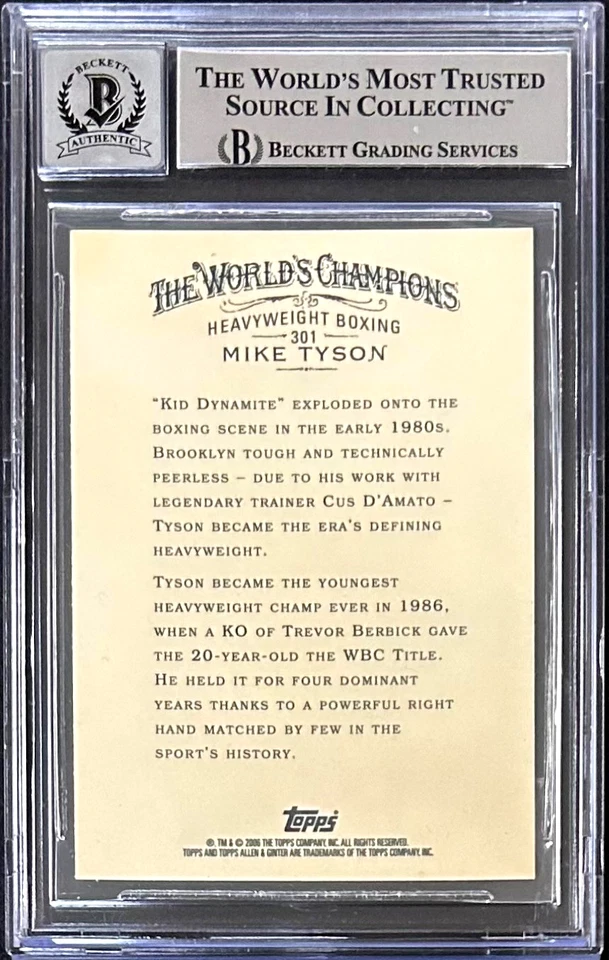 BECKETT
B
AUTHENTIC
THE WORLD'S MOST TRUSTED
SOURCE IN COLLECTING™
B BECKETT GRADING SERVICES
THE WORLD'S CHAMPIONS
HEAVYWEIGHT BOXING
301
MIKE TYSON
"KID DYNAMITE" EXPLODED ONTO THE
BOXING SCENE IN THE EARLY 1980S.
BROOKLYN TOUGH AND TECHNICALLY
PEERLESS – DUE TO HIS WORK WITH
LEGENDARY TRAINER CUS D'AMATO –
TYSON BECAME THE ERA'S DEFINING
HEAVYWEIGHT.
TYSON BECAME THE YOUNGEST
HEAVYWEIGHT CHAMP EVER IN 1986,
WHEN A KO OF TREVOR BERBICK GAVE
THE 20-YEAR-OLD THE WBC TITLE.
HE HELD IT FOR FOUR DOMINANT
YEARS THANKS TO A POWERFUL RIGHT
HAND MATCHED BY FEW IN THE
SPORT'S HISTORY.
topps
®, TM & © 2006 THE TOPPS COMPANY, INC. ALL RIGHTS RESERVED.
TOPPS AND TOPPS ALLEN & GINTER ARE TRADEMARKS OF THE TOPPS COMPANY, INC.